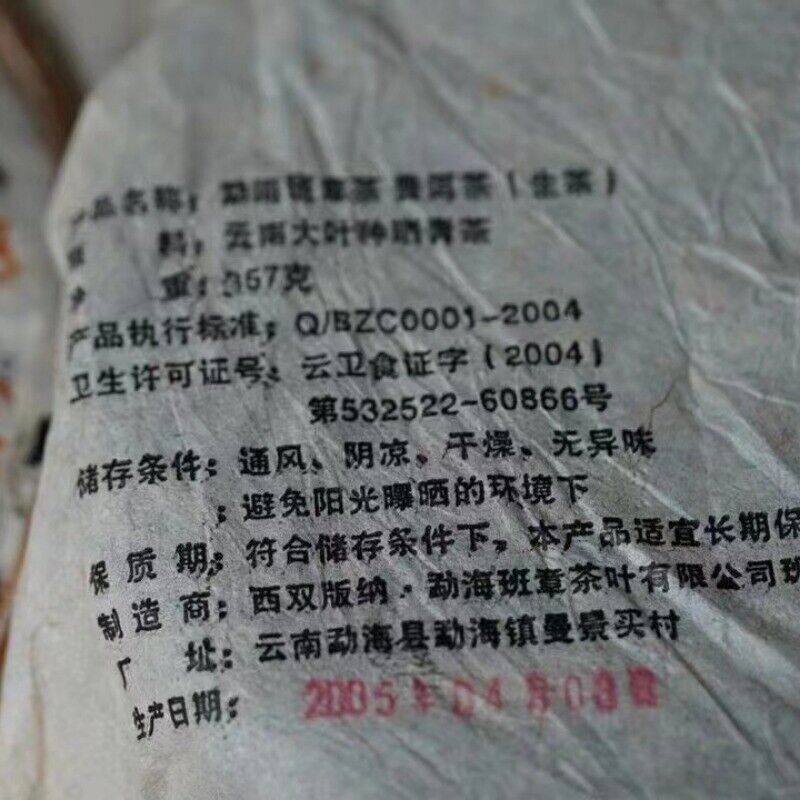 品名称：勐海班章茶 普洱茶（生茶）
料：云南大叶种晒青茶
重：357克
产品执行标准：Q/BZC0001-2004
卫生许可证号：云卫食证字（2004）
第532522-60866号
储存条件：通风、阴凉、干燥、无异味
：避免阳光曝晒的环境下
保质期：符合储存条件下，本产品适宜长期保
制造商：西双版纳·勐海班章茶叶有限公司班
厂 址：云南勐海县勐海镇曼景买村
生产日期：2005年04月08日